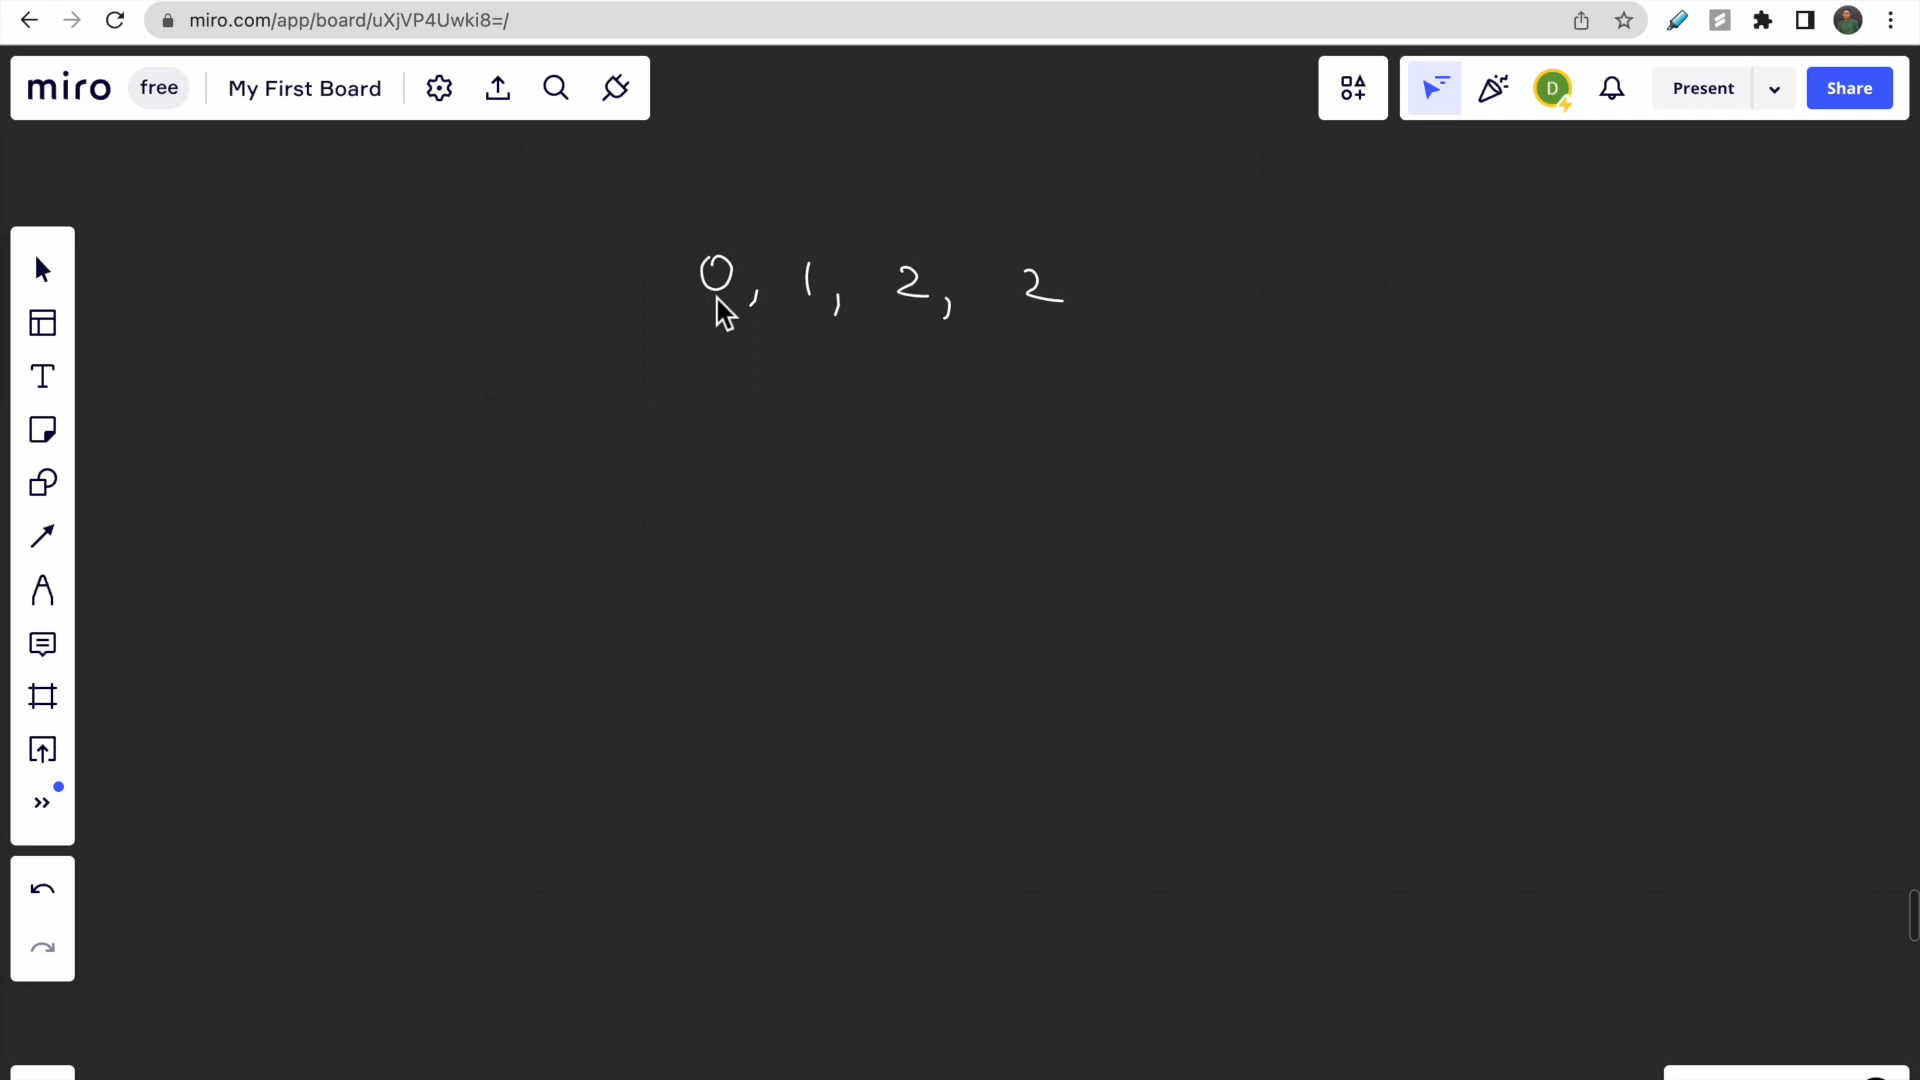 miro.com/app/board/uXjVP4Uwki8=/
miro free My First Board D Present Share
0, 1, 2, 2
T